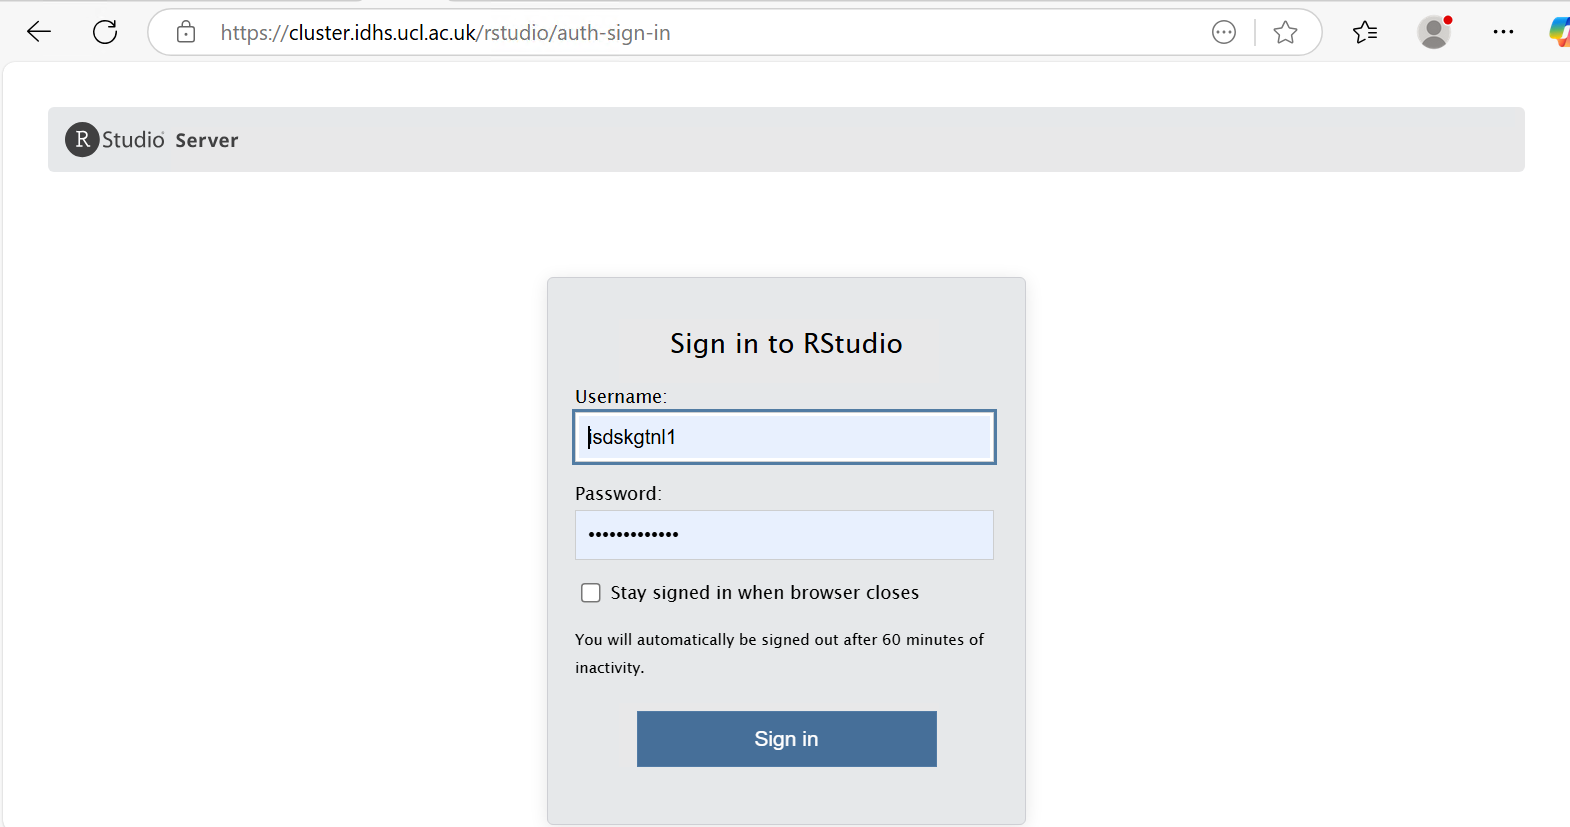 https://cluster.idhs.ucl.ac.uk/rstudio/auth-sign-in
R Studio Server
Sign in to RStudio
Username:
isdskgtnl1
Password:
•••••••••••••
Stay signed in when browser closes
You will automatically be signed out after 60 minutes of
inactivity.
Sign in